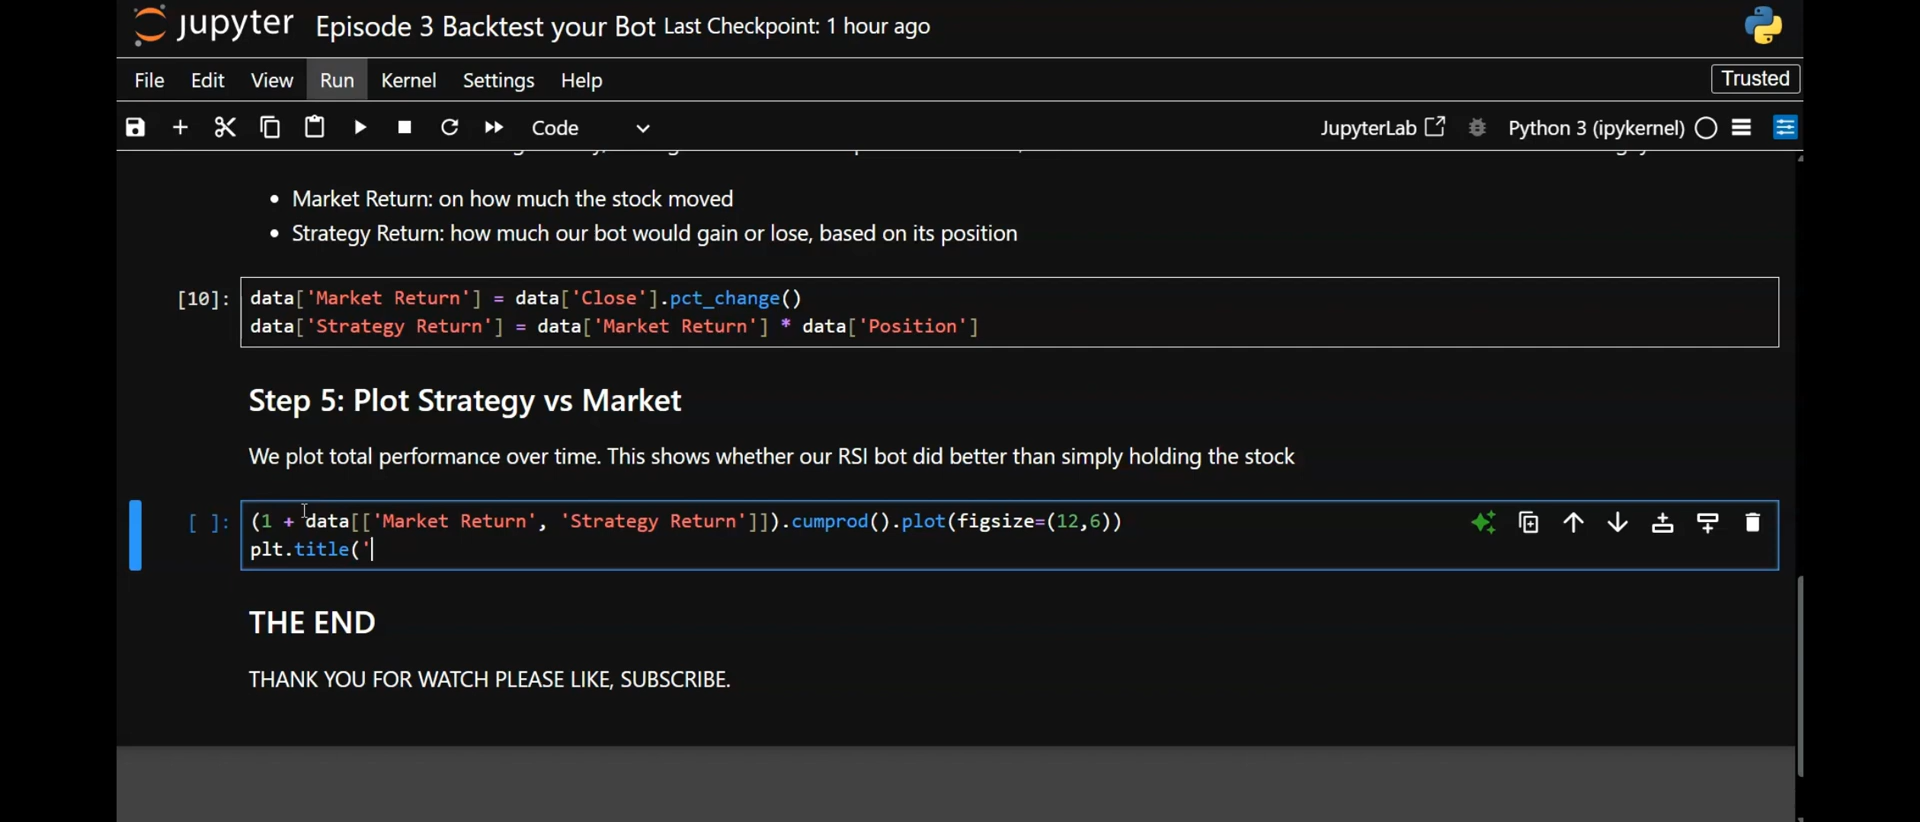 jupyter Episode 3 Backtest your Bot Last Checkpoint: 1 hour ago
File Edit View Run Kernel Settings Help Trusted
Code JupyterLab Python 3 (ipykernel)
• Market Return: on how much the stock moved
• Strategy Return: how much our bot would gain or lose, based on its position
[10]: data['Market Return'] = data['Close'].pct_change()
data['Strategy Return'] = data['Market Return'] * data['Position']
Step 5: Plot Strategy vs Market
We plot total performance over time. This shows whether our RSI bot did better than simply holding the stock
[ ]: (1 + data[['Market Return', 'Strategy Return']]).cumprod().plot(figsize=(12,6))
plt.title('
THE END
THANK YOU FOR WATCH PLEASE LIKE, SUBSCRIBE.